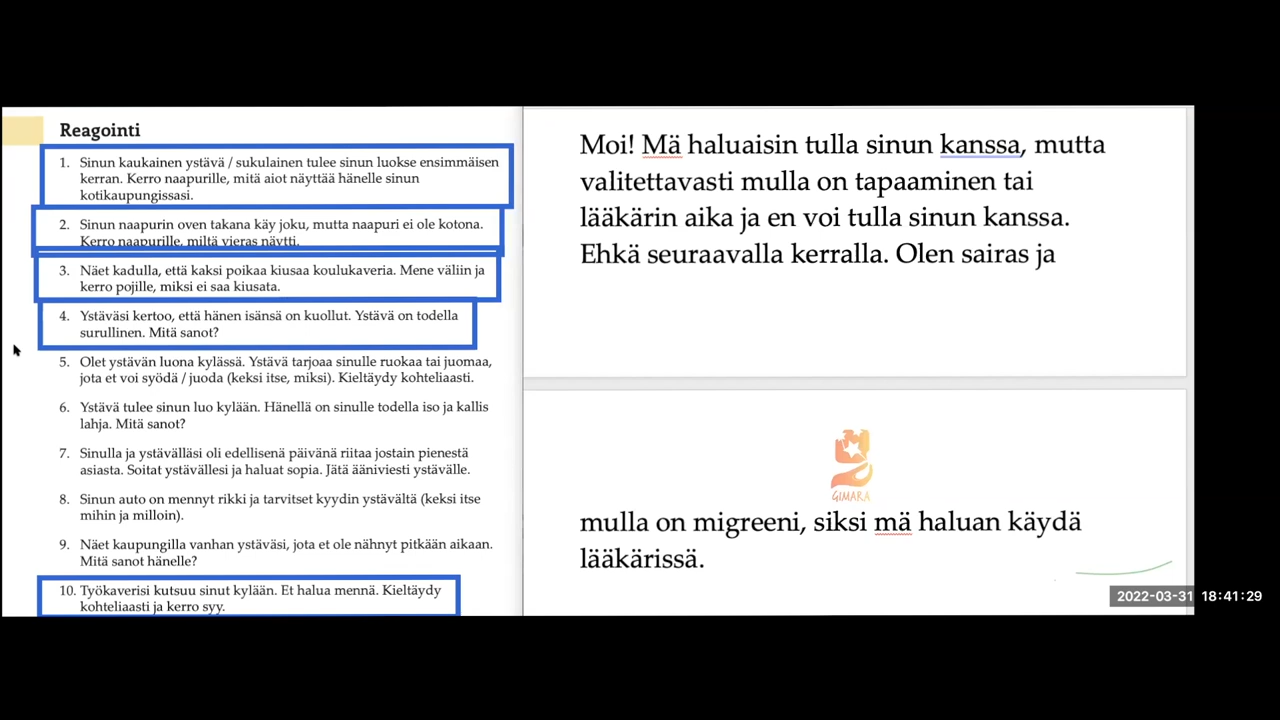 Reagointi
1. Sinun kaukainen ystävä / sukulainen tulee sinun luokse ensimmäisen
kerran. Kerro naapurille, mitä aiot näyttää hänelle sinun
kotikaupungissasi.
2. Sinun naapurin oven takana käy joku, mutta naapuri ei ole kotona.
Kerro naapurille, miltä vieras näytti.
3. Näet kadulla, että kaksi poikaa kiusaa koulukaveria. Mene väliin ja
kerro pojille, miksi ei saa kiusata.
4. Ystäväsi kertoo, että hänen isänsä on kuollut. Ystävä on todella
surullinen. Mitä sanot?
5. Olet ystävän luona kylässä. Ystävä tarjoaa sinulle ruokaa tai juomaa,
jota et voi syödä / juoda (keksi itse, miksi). Kieltäydy kohteliaasti.
6. Ystävä tulee sinun luo kylään. Hänellä on sinulle todella iso ja kallis
lahja. Mitä sanot?
7. Sinulla ja ystävälläsi oli edellisenä päivänä riitaa jostain pienestä
asiasta. Soitat ystävällesi ja haluat sopia. Jätä ääniviesti ystävälle.
8. Sinun auto on mennyt rikki ja tarvitset kyydin ystävältä (keksi itse
mihin ja milloin).
9. Näet kaupungilla vanhan ystäväsi, jota et ole nähnyt pitkään aikaan.
Mitä sanot hänelle?
10. Työkaverisi kutsuu sinut kylään. Et halua mennä. Kieltäydy
kohteliaasti ja kerro syy.
Moi! Mä haluaisin tulla sinun kanssa, mutta
valitettavasti mulla on tapaaminen tai
lääkärin aika ja en voi tulla sinun kanssa.
Ehkä seuraavalla kerralla. Olen sairas ja
GIMARA
mulla on migreeni, siksi mä haluan käydä
lääkärissä.
2022-03-31 18:41:29